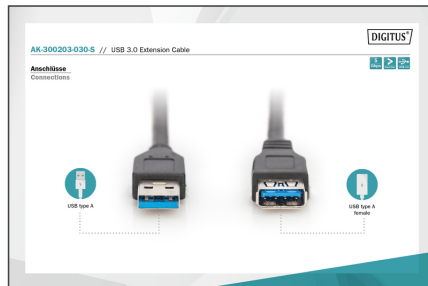 DIGITUS®
AK-300203-030-S // USB 3.0 Extension Cable
Anschlüsse
Connections
USB type A
USB type A
female